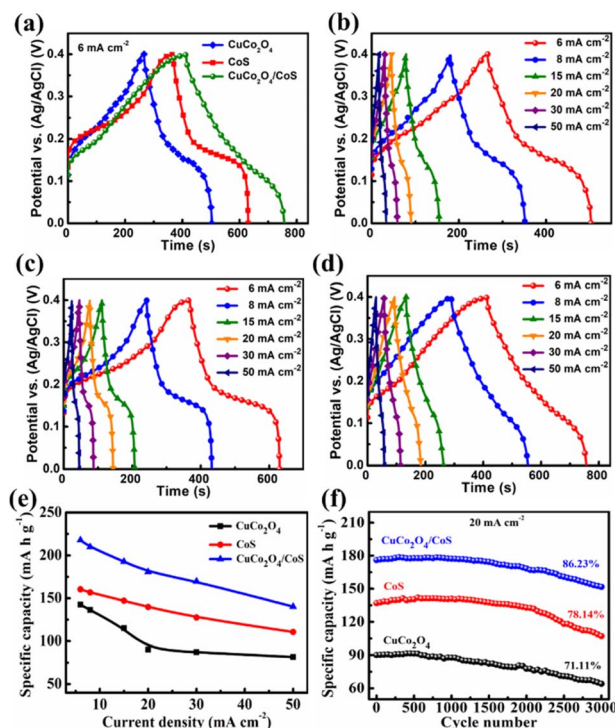 (a)
6 mA cm-2
CuCo2O4
CoS
CuCo2O4/CoS
Potential vs. (Ag/AgCl) (V)
0.4
0.3
0.2
0.1
0.0
0 200 400 600 800
Time (s)
(b)
6 mA cm-2
8 mA cm-2
15 mA cm-2
20 mA cm-2
30 mA cm-2
50 mA cm-2
Potential vs. (Ag/AgCl) (V)
0.4
0.3
0.2
0.1
0.0
0 200 400
Time (s)
(c)
6 mA cm-2
8 mA cm-2
15 mA cm-2
20 mA cm-2
30 mA cm-2
50 mA cm-2
Potential vs. (Ag/AgCl) (V)
0.4
0.3
0.2
0.1
0.0
0 200 400 600
Time (s)
(d)
6 mA cm-2
8 mA cm-2
15 mA cm-2
20 mA cm-2
30 mA cm-2
50 mA cm-2
Potential vs. (Ag/AgCl) (V)
0.4
0.3
0.2
0.1
0.0
0 200 400 600 800
Time (s)
(e)
CuCo2O4
CoS
CuCo2O4/CoS
Specific capacity (mA h g-1)
250
200
150
100
50
0 10 20 30 40 50
Current density (mA cm-2)
(f)
20 mA cm-2
CuCo2O4/CoS
86.23%
CoS
78.14%
CuCo2O4
71.11%
Specific capacity (mA h g-1)
210
180
150
120
90
60
0 500 1000 1500 2000 2500 3000
Cycle number